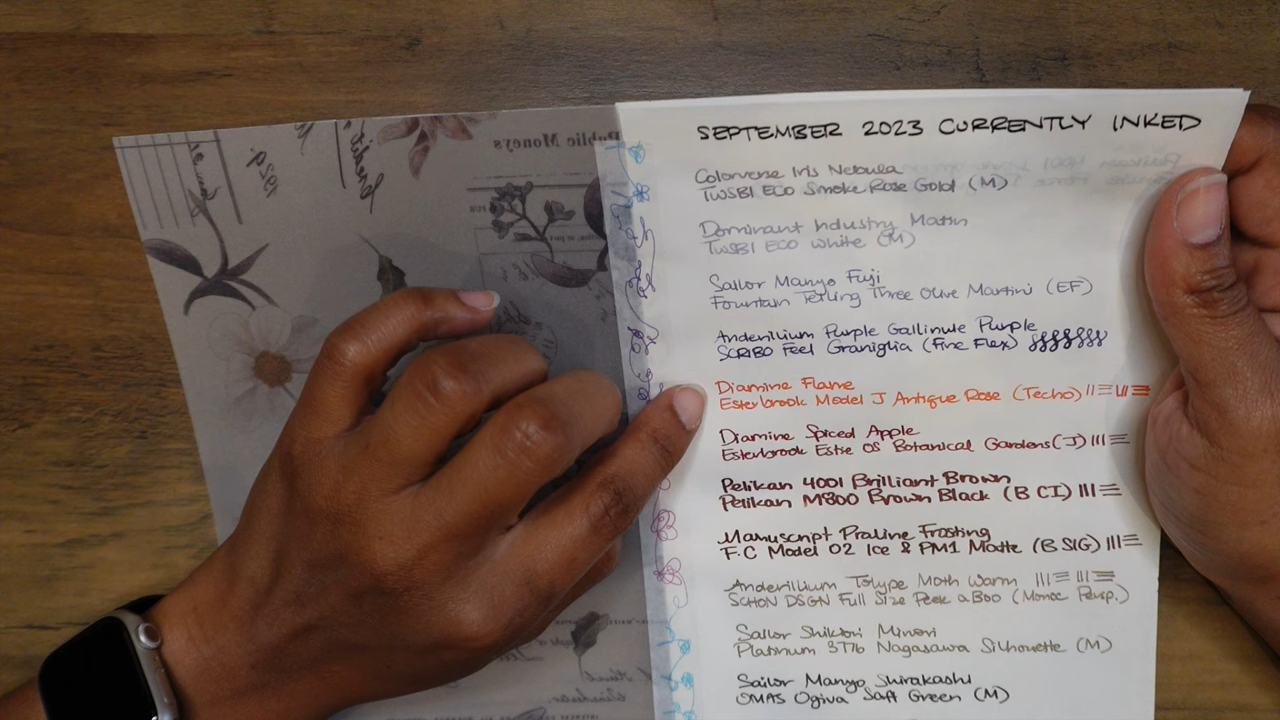 Public Moneys
SEPTEMBER 2023 CURRENTLY INKED
Colorverse Iris Nebula
TWSBI ECO Smoke Rose Gold (M)
Dominant Industry Matin
TWSBI ECO White (M)
Sailor Manyo Fuji
Fountain Telling Three Olive Martini (EF)
Anderillium Purple Gallinule Purple
SCRIBO Feel Graniglia (Fine Flex)
Diamine Flame
Esterbrook Model J Antique Rose (Techo)
Diamine Spiced Apple
Esterbrook Estie OS Botanical Gardens (J)
Pelikan 4001 Brilliant Brown
Pelikan M800 Brown Black (B CI)
Manuscript Praline Frosting
F.C Model 02 Ice & PM1 Matte (B SIG)
Anderillium Tolype Moth Warm
SCHON DSGN Full Size Peek a Boo (Monoc Persp.)
Sailor Shikiori Minori
Platinum 3776 Nagasawa Silhouette (M)
Sailor Manyo Shirakashi
OMAS Ogiva Saft Green (M)